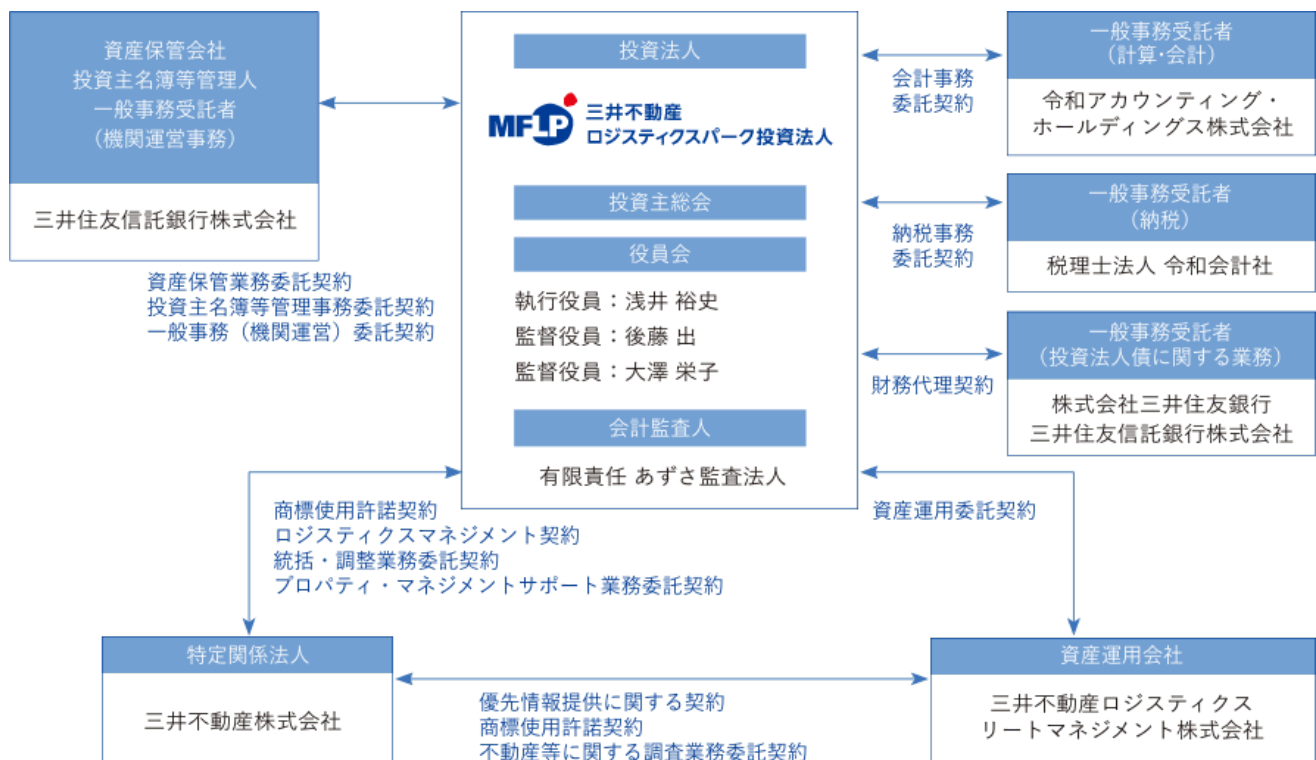 資産保管会社
投資主名簿等管理人
一般事務受託者
(機関運営事務)
三井住友信託銀行株式会社
資産保管業務委託契約
投資主名簿等管理事務委託契約
一般事務（機関運営）委託契約
投資法人
MFLP
三井不動産
ロジスティクスパーク投資法人
投資主総会
役員会
執行役員：浅井 裕史
監督役員：後藤 出
監督役員：大澤 栄子
会計監査人
有限責任 あずさ監査法人
会計事務
委託契約
一般事務受託者
(計算・会計)
令和アカウンティング・
ホールディングス株式会社
納税事務
委託契約
一般事務受託者
(納税)
税理士法人 令和会計社
財務代理契約
一般事務受託者
(投資法人債に関する業務)
株式会社三井住友銀行
三井住友信託銀行株式会社
商標使用許諾契約
ロジスティクスマネジメント契約
統括・調整業務委託契約
プロパティ・マネジメントサポート業務委託契約
資産運用委託契約
特定関係法人
三井不動産株式会社
優先情報提供に関する契約
商標使用許諾契約
不動産等に関する調査業務委託契約
資産運用会社
三井不動産ロジスティクス
リートマネジメント株式会社